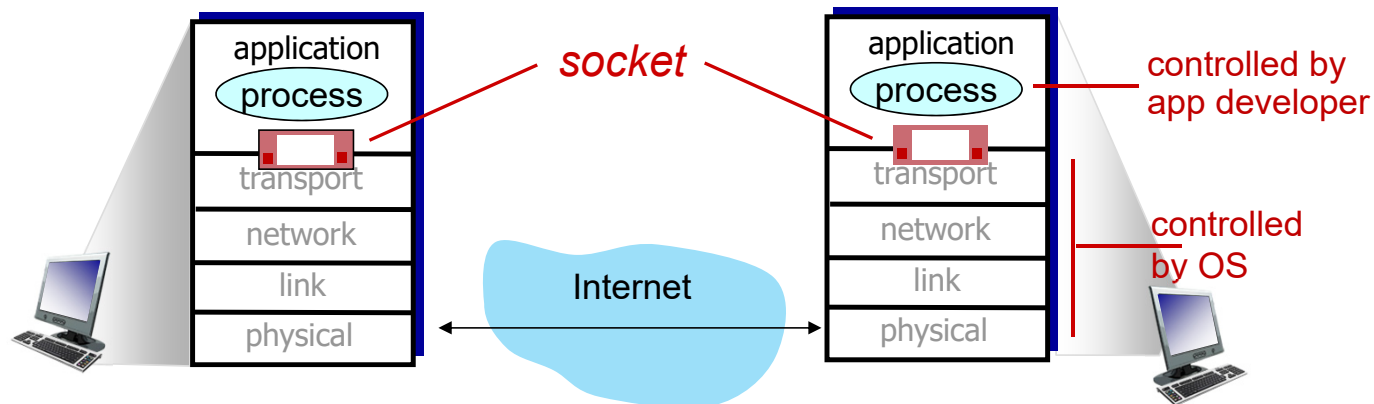 application
process
transport
network
link
physical
socket
Internet
application
process
transport
network
link
physical
controlled by
app developer
controlled
by OS